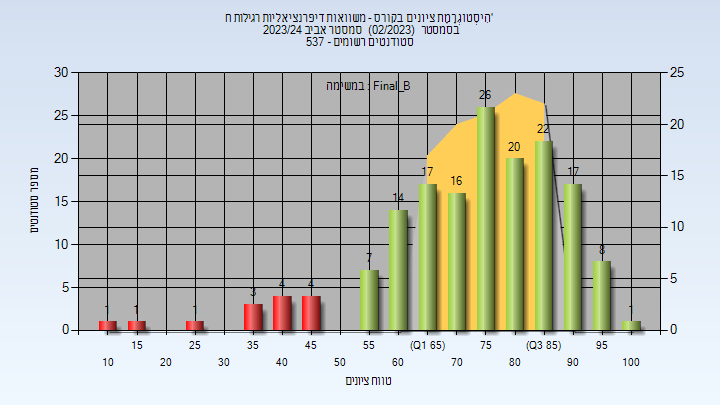 הִיסְטוֹגְרָמַת ציונים בקורס - משוואות דיפרנציאליות רגילות ח'
בסמסטר (02/2023) סמסטר אביב 2023/24
סטודנטים רשומים - 537
במשימה : Final_B
30 25
25 20
20 15
15 10
10 5
5 0
0
מספר סטודנטים
1 1 1 3 4 4 7 14 17 16 26 20 22 17 8 1
15 25 35 45 55 (Q1 65) 75 (Q3 85) 95
10 20 30 40 50 60 70 80 90 100
טווח ציונים